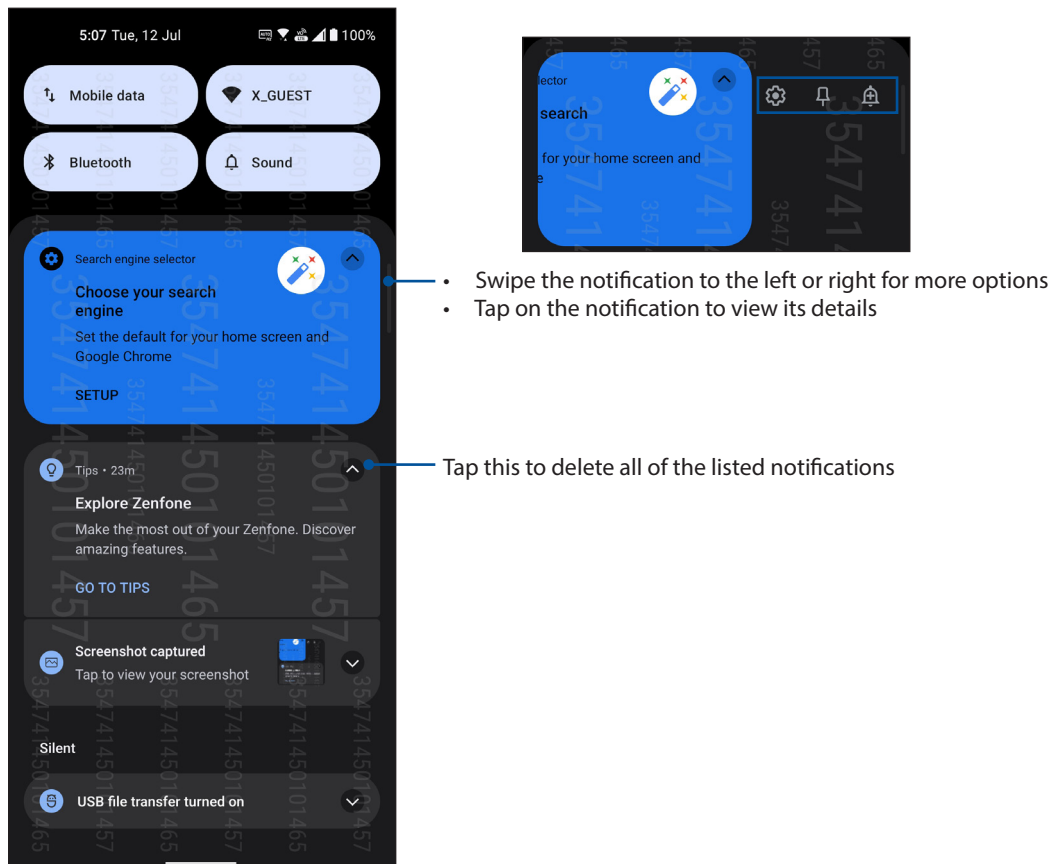 5:07 Tue, 12 Jul
100%
Mobile data
X_GUEST
Bluetooth
Sound
Search engine selector
Choose your search
engine
Set the default for your home screen and
Google Chrome
SETUP
Tips • 23m
Explore Zenfone
Make the most out of your Zenfone. Discover
amazing features.
GO TO TIPS
Screenshot captured
Tap to view your screenshot
Silent
USB file transfer turned on
lector
search
for your home screen and
e
• Swipe the notification to the left or right for more options
• Tap on the notification to view its details
Tap this to delete all of the listed notifications